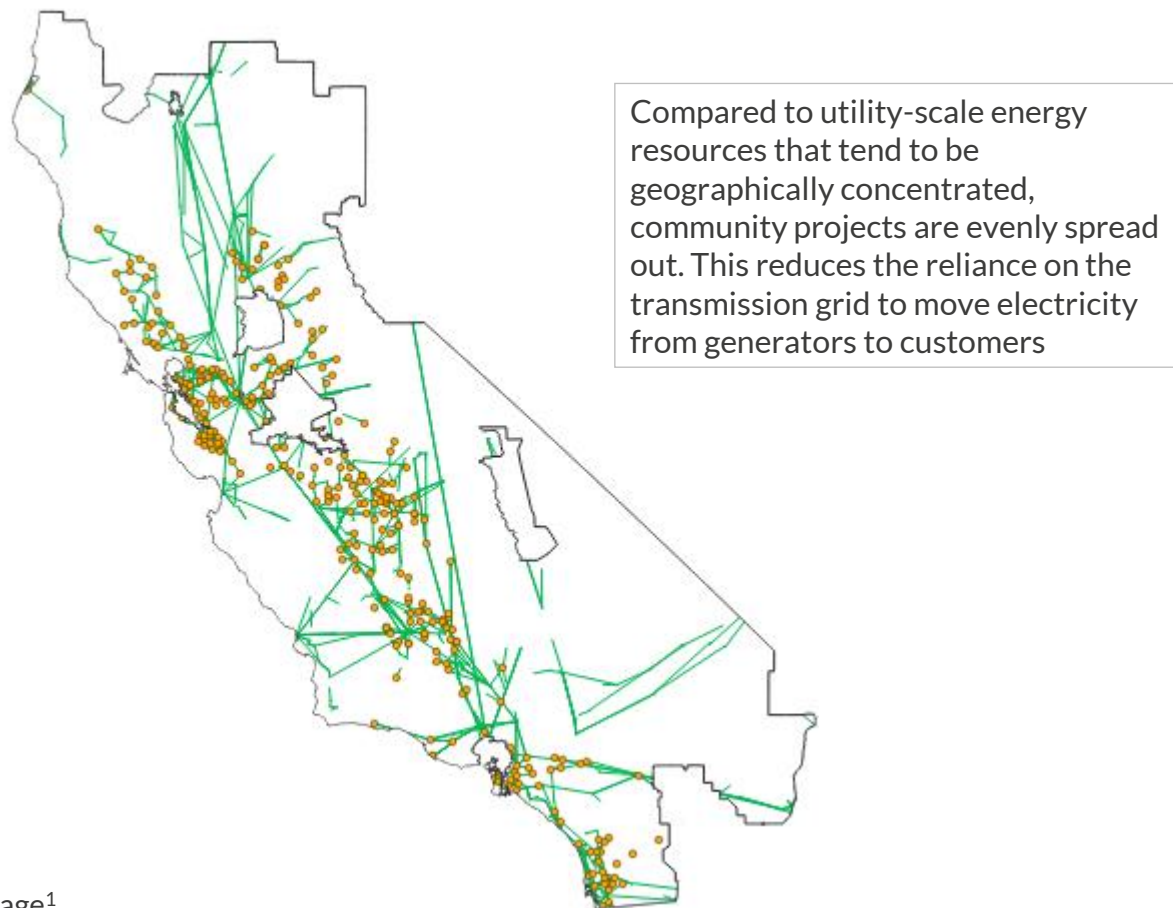 Compared to utility-scale energy
resources that tend to be
geographically concentrated,
community projects are evenly spread
out. This reduces the reliance on the
transmission grid to move electricity
from generators to customers